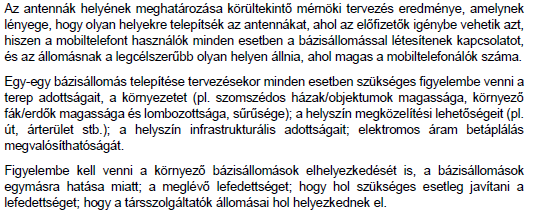 Az antennák helyének meghatározása körültekintő mérnöki tervezés eredménye, amelynek
lényege, hogy olyan helyekre telepítsék az antennákat, ahol az előfizetők igénybe vehetik azt,
hiszen a mobiltelefont használók minden esetben a bázisállomással létesítenek kapcsolatot,
és az állomásnak a legcélszerűbb olyan helyen állnia, ahol magas a mobiltelefonálók száma.
Egy-egy bázisállomás telepítése tervezésekor minden esetben szükséges figyelembe venni a
terep adottságait, a környezetet (pl. szomszédos házak/objektumok magassága, környező
fák/erdők magassága és lombozottsága, sűrűsége); a helyszín megközelítési lehetőségeit (pl.
út, árterület stb.); a helyszín infrastrukturális adottságait; elektromos áram betáplálás
megvalósíthatóságát.
Figyelembe kell venni a környező bázisállomások elhelyezkedését is, a bázisállomások
egymásra hatása miatt; a meglévő lefedettséget; hogy hol szükséges esetleg javítani a
lefedettséget; hogy a társszolgáltatók állomásai hol helyezkednek el.